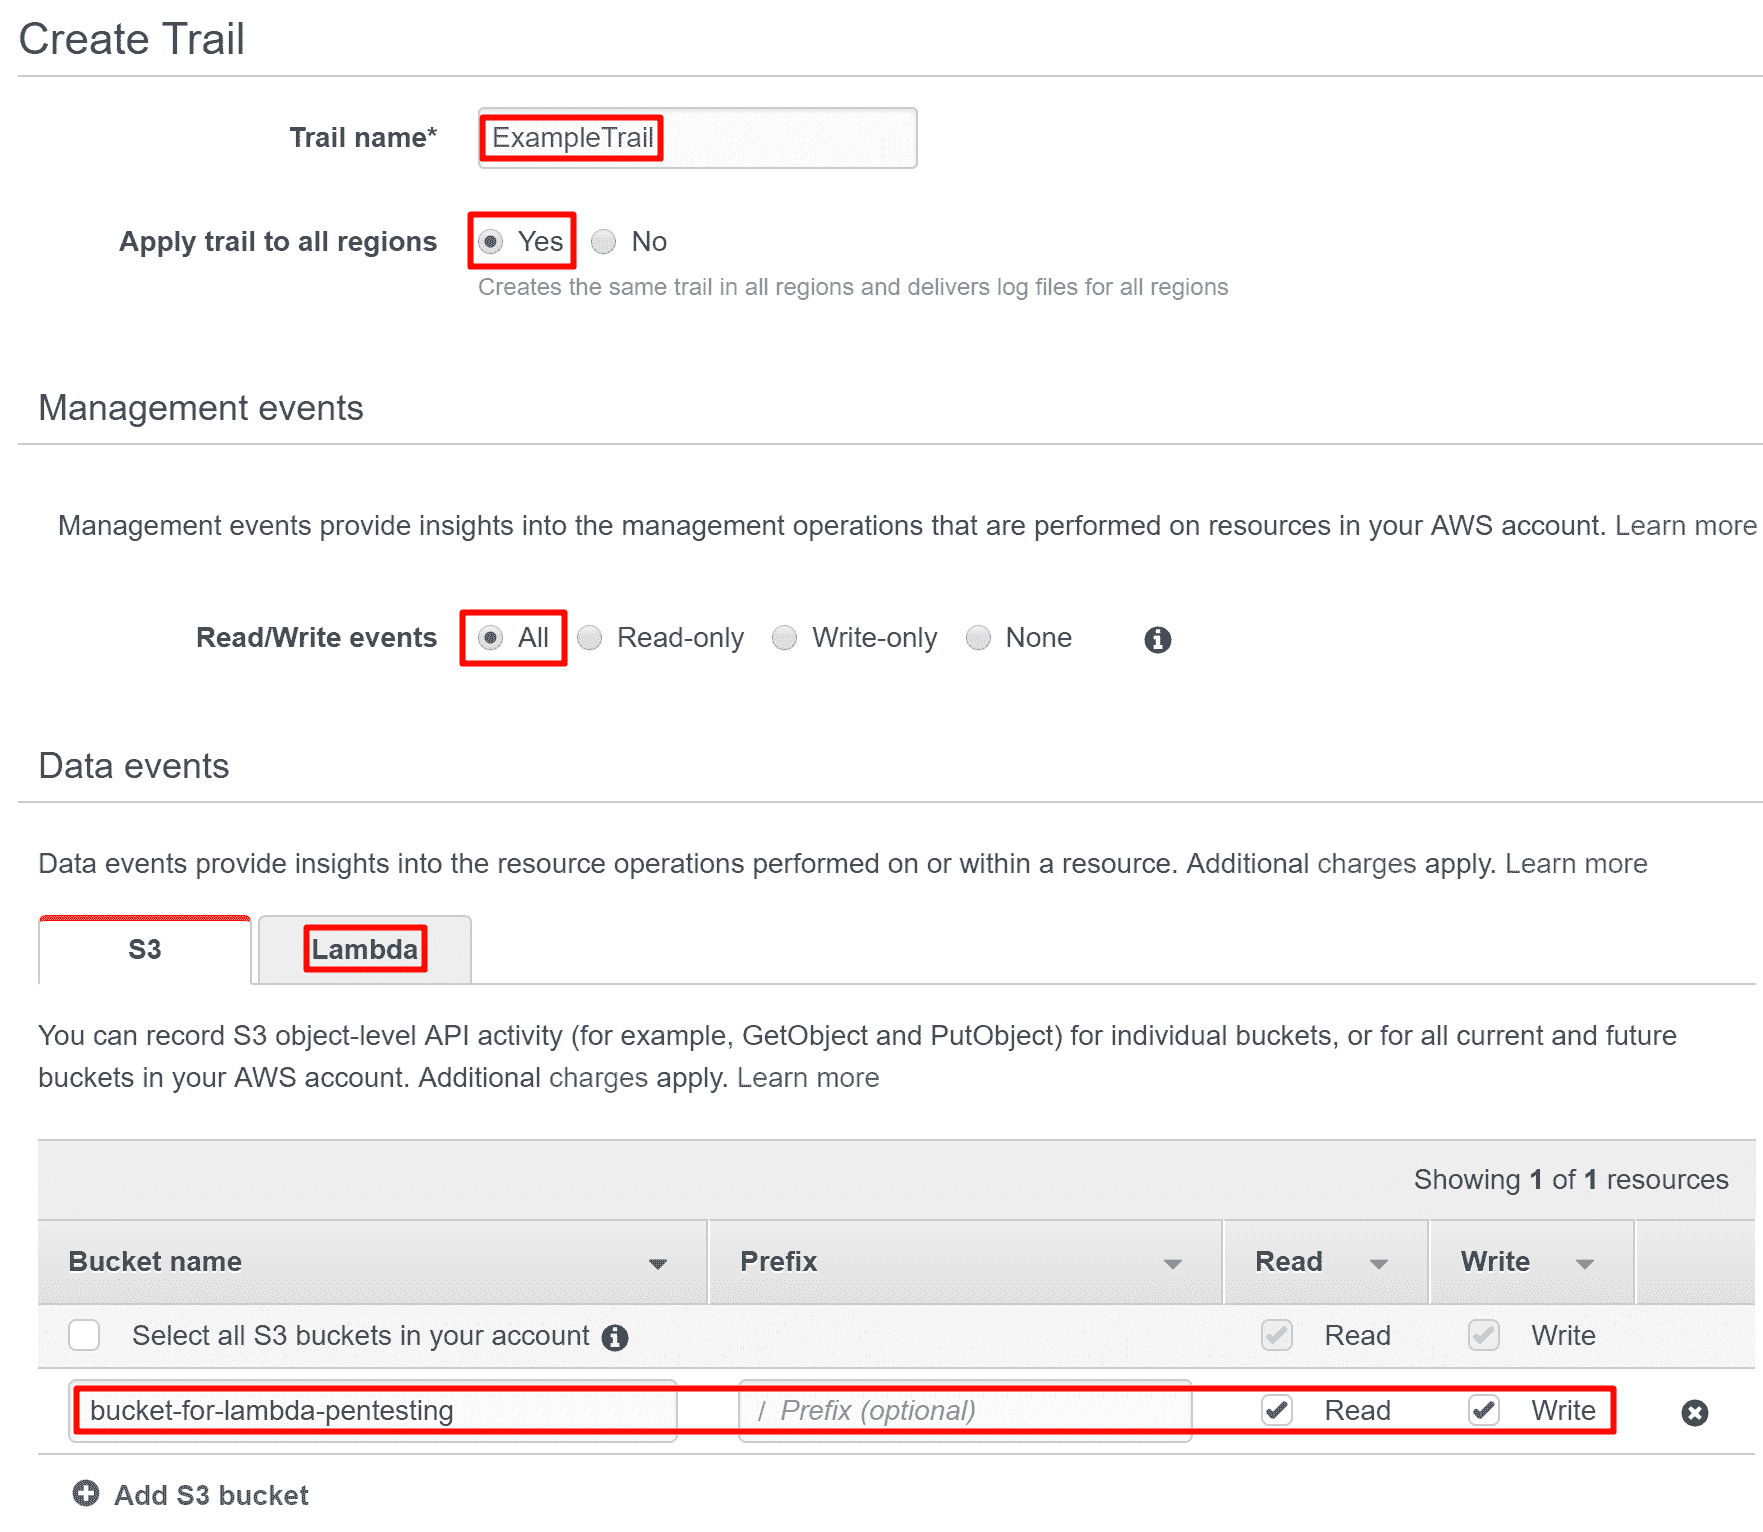 Create Trail
Trail name*
ExampleTrail
Apply trail to all regions
Yes No
Creates the same trail in all regions and delivers log files for all regions
Management events
Management events provide insights into the management operations that are performed on resources in your AWS account. Learn more
Read/Write events
All Read-only Write-only None
Data events
Data events provide insights into the resource operations performed on or within a resource. Additional charges apply. Learn more
S3 Lambda
You can record S3 object-level API activity (for example, GetObject and PutObject) for individual buckets, or for all current and future
buckets in your AWS account. Additional charges apply. Learn more
Showing 1 of 1 resources
Bucket name Prefix Read Write
Select all S3 buckets in your account Read Write
bucket-for-lambda-pentesting / Prefix (optional) Read Write
Add S3 bucket